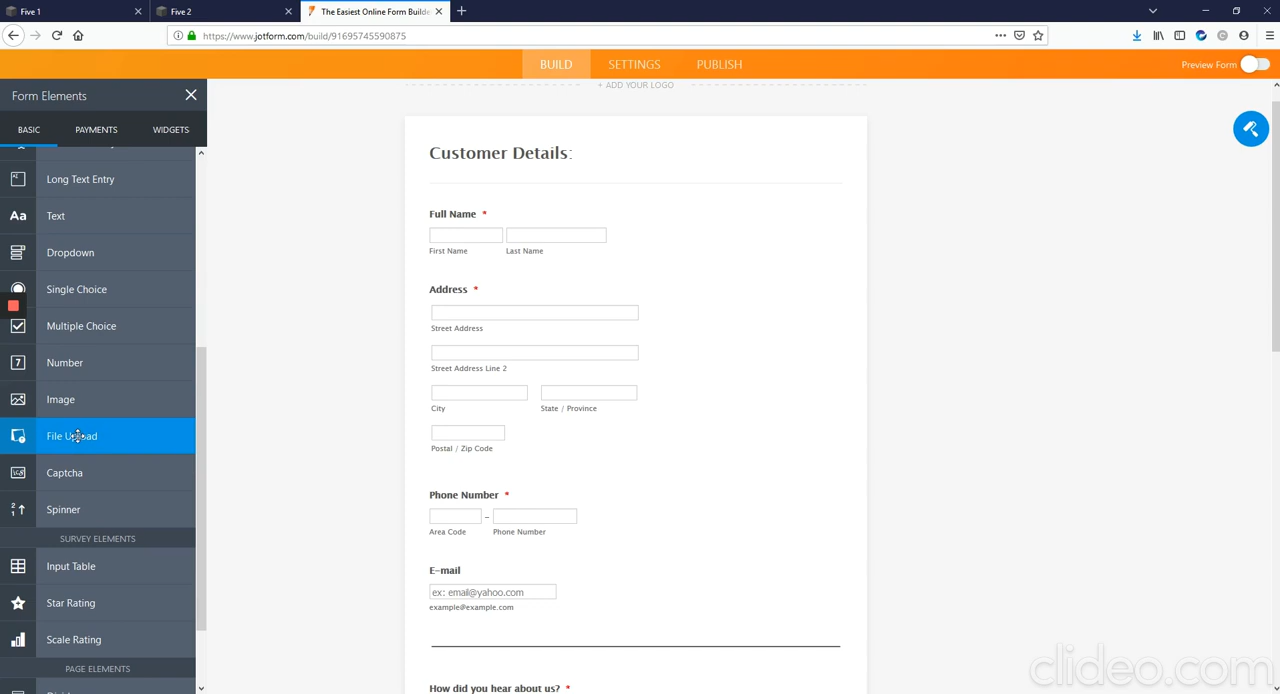 Five 1
Five 2
The Easiest Online Form Builde
https://www.jotform.com/build/91695745590875
BUILD
SETTINGS
PUBLISH
Preview Form
Form Elements
+ ADD YOUR LOGO
BASIC
PAYMENTS
WIDGETS
Long Text Entry
Aa
Text
Dropdown
Single Choice
Multiple Choice
7
Number
Image
File Upload
Captcha
Spinner
SURVEY ELEMENTS
Input Table
Star Rating
Scale Rating
PAGE ELEMENTS
Customer Details:
Full Name *
First Name
Last Name
Address *
Street Address
Street Address Line 2
City
State / Province
Postal / Zip Code
Phone Number *
–
Area Code
Phone Number
E-mail
ex: email@yahoo.com
example@example.com
How did you hear about us? *
clideo.com